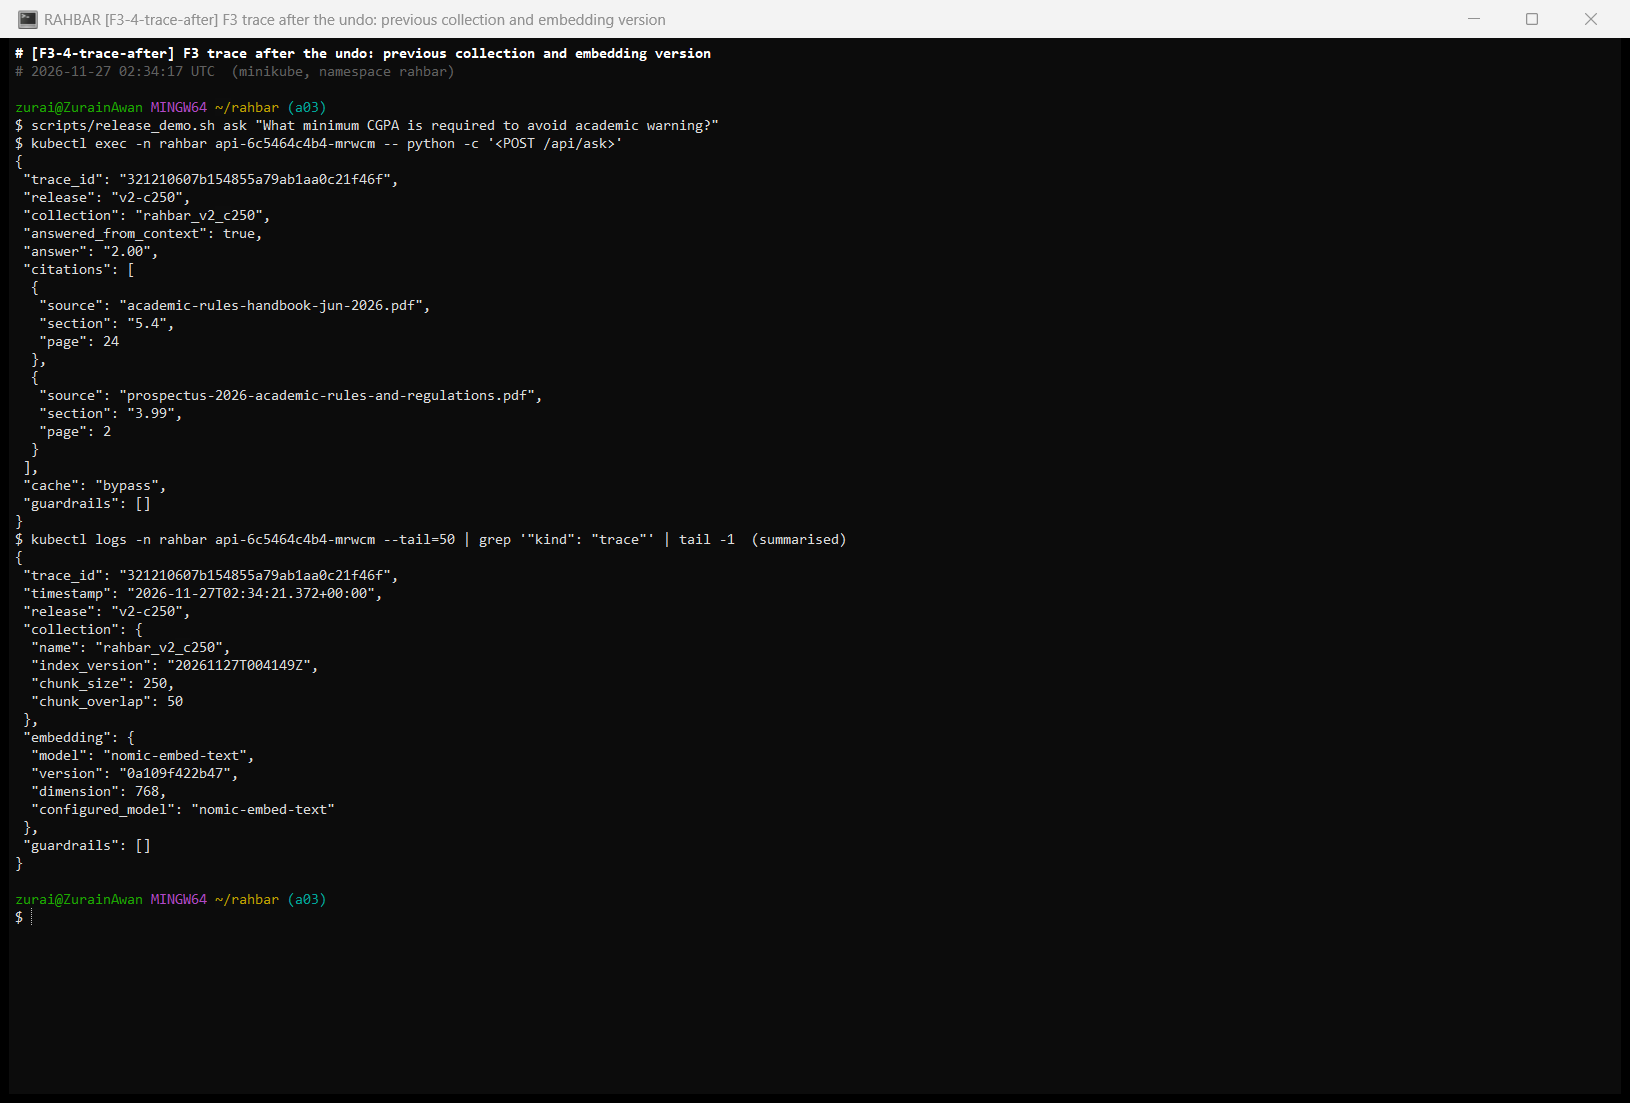 RAHBAR [F3-4-trace-after] F3 trace after the undo: previous collection and embedding version
# [F3-4-trace-after] F3 trace after the undo: previous collection and embedding version
# 2026-11-27 02:34:17 UTC  (minikube, namespace rahbar)
zurai@ZurainAwan MINGW64 ~/rahbar (a03)
$ scripts/release_demo.sh ask "What minimum CGPA is required to avoid academic warning?"
$ kubectl exec -n rahbar api-6c5464c4b4-mrwcm -- python -c '<POST /api/ask>'
{
 "trace_id": "321210607b154855a79ab1aa0c21f46f",
 "release": "v2-c250",
 "collection": "rahbar_v2_c250",
 "answered_from_context": true,
 "answer": "2.00",
 "citations": [
  {
   "source": "academic-rules-handbook-jun-2026.pdf",
   "section": "5.4",
   "page": 24
  },
  {
   "source": "prospectus-2026-academic-rules-and-regulations.pdf",
   "section": "3.99",
   "page": 2
  }
 ],
 "cache": "bypass",
 "guardrails": []
}
$ kubectl logs -n rahbar api-6c5464c4b4-mrwcm --tail=50 | grep '"kind": "trace"' | tail -1  (summarised)
{
 "trace_id": "321210607b154855a79ab1aa0c21f46f",
 "timestamp": "2026-11-27T02:34:21.372+00:00",
 "release": "v2-c250",
 "collection": {
  "name": "rahbar_v2_c250",
  "index_version": "20261127T004149Z",
  "chunk_size": 250,
  "chunk_overlap": 50
 },
 "embedding": {
  "model": "nomic-embed-text",
  "version": "0a109f422b47",
  "dimension": 768,
  "configured_model": "nomic-embed-text"
 },
 "guardrails": []
}
zurai@ZurainAwan MINGW64 ~/rahbar (a03)
$